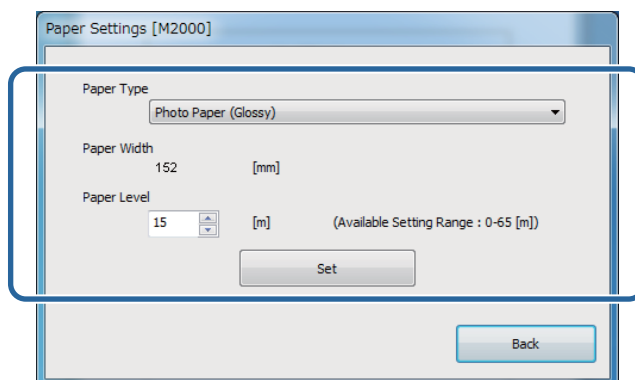 Paper Settings [M2000]
Paper Type
Photo Paper (Glossy)
Paper Width
152 [mm]
Paper Level
15 [m] (Available Setting Range : 0-65 [m])
Set
Back